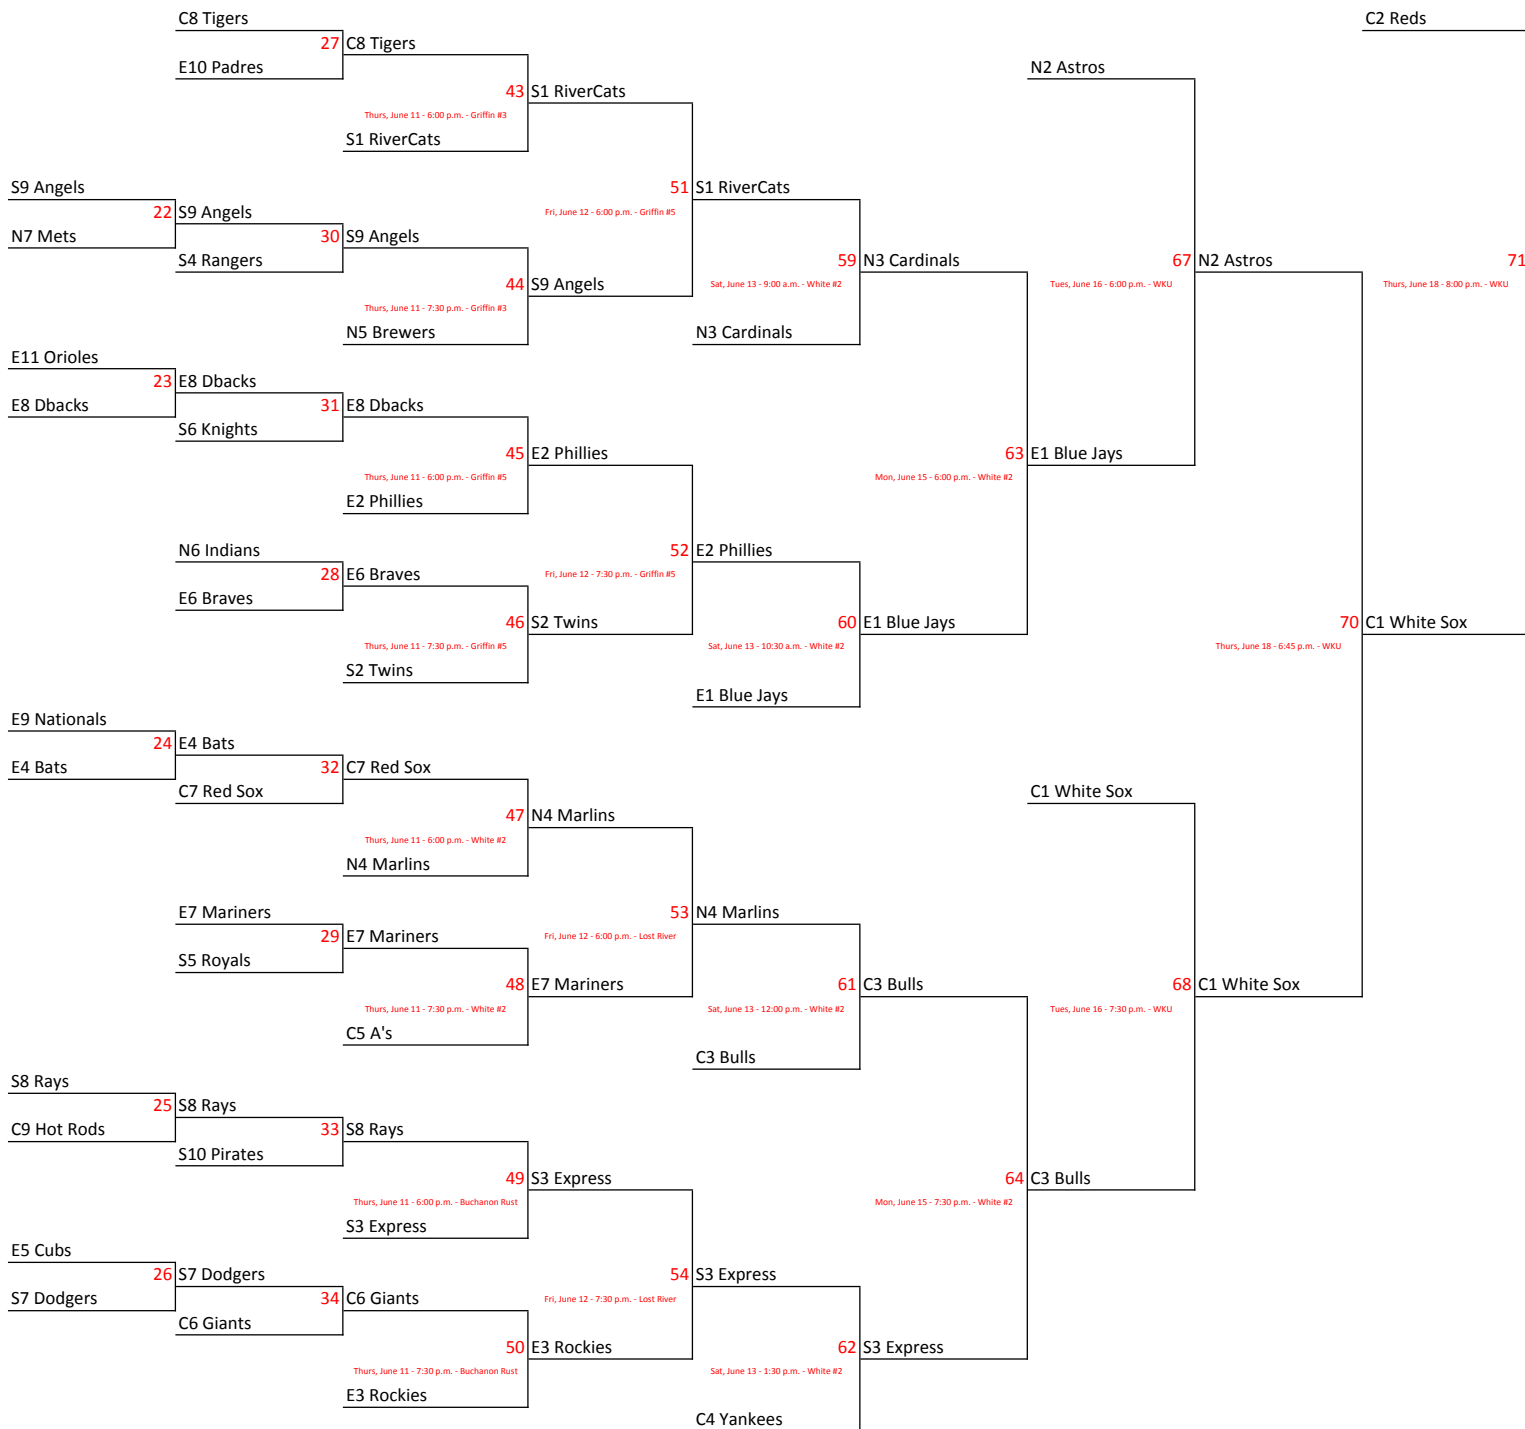 C8 Tigers
C2 Reds
27 C8 Tigers
E10 Padres
N2 Astros
43 S1 RiverCats
Thurs, June 11 - 6:00 p.m. - Griffin #3
S1 RiverCats
S9 Angels
51 S1 RiverCats
22 S9 Angels
Fri, June 12 - 6:00 p.m. - Griffin #5
N7 Mets
30 S9 Angels
S4 Rangers
59 N3 Cardinals
67 N2 Astros
71
44 S9 Angels
Sat, June 13 - 9:00 a.m. - White #2
Tues, June 16 - 6:00 p.m. - WKU
Thurs, June 18 - 8:00 p.m. - WKU
Thurs, June 11 - 7:30 p.m. - Griffin #3
N5 Brewers
N3 Cardinals
E11 Orioles
23 E8 Dbacks
E8 Dbacks
31 E8 Dbacks
S6 Knights
45 E2 Phillies
63 E1 Blue Jays
Thurs, June 11 - 6:00 p.m. - Griffin #5
Mon, June 15 - 6:00 p.m. - White #2
E2 Phillies
N6 Indians
52 E2 Phillies
28 E6 Braves
Fri, June 12 - 7:30 p.m. - Griffin #5
E6 Braves
46 S2 Twins
60 E1 Blue Jays
70 C1 White Sox
Thurs, June 11 - 7:30 p.m. - Griffin #5
Sat, June 13 - 10:30 a.m. - White #2
Thurs, June 18 - 6:45 p.m. - WKU
S2 Twins
E1 Blue Jays
E9 Nationals
24 E4 Bats
E4 Bats
32 C7 Red Sox
C7 Red Sox
C1 White Sox
47 N4 Marlins
Thurs, June 11 - 6:00 p.m. - White #2
N4 Marlins
E7 Mariners
53 N4 Marlins
29 E7 Mariners
Fri, June 12 - 6:00 p.m. - Lost River
S5 Royals
48 E7 Mariners
61 C3 Bulls
68 C1 White Sox
Thurs, June 11 - 7:30 p.m. - White #2
Sat, June 13 - 12:00 p.m. - White #2
Tues, June 16 - 7:30 p.m. - WKU
C5 A's
C3 Bulls
S8 Rays
25 S8 Rays
C9 Hot Rods
33 S8 Rays
S10 Pirates
49 S3 Express
64 C3 Bulls
Thurs, June 11 - 6:00 p.m. - Buchanon Rust
Mon, June 15 - 7:30 p.m. - White #2
S3 Express
E5 Cubs
26 S7 Dodgers
54 S3 Express
S7 Dodgers
34 C6 Giants
Fri, June 12 - 7:30 p.m. - Lost River
C6 Giants
50 E3 Rockies
62 S3 Express
Thurs, June 11 - 7:30 p.m. - Buchanon Rust
Sat, June 13 - 1:30 p.m. - White #2
E3 Rockies
C4 Yankees